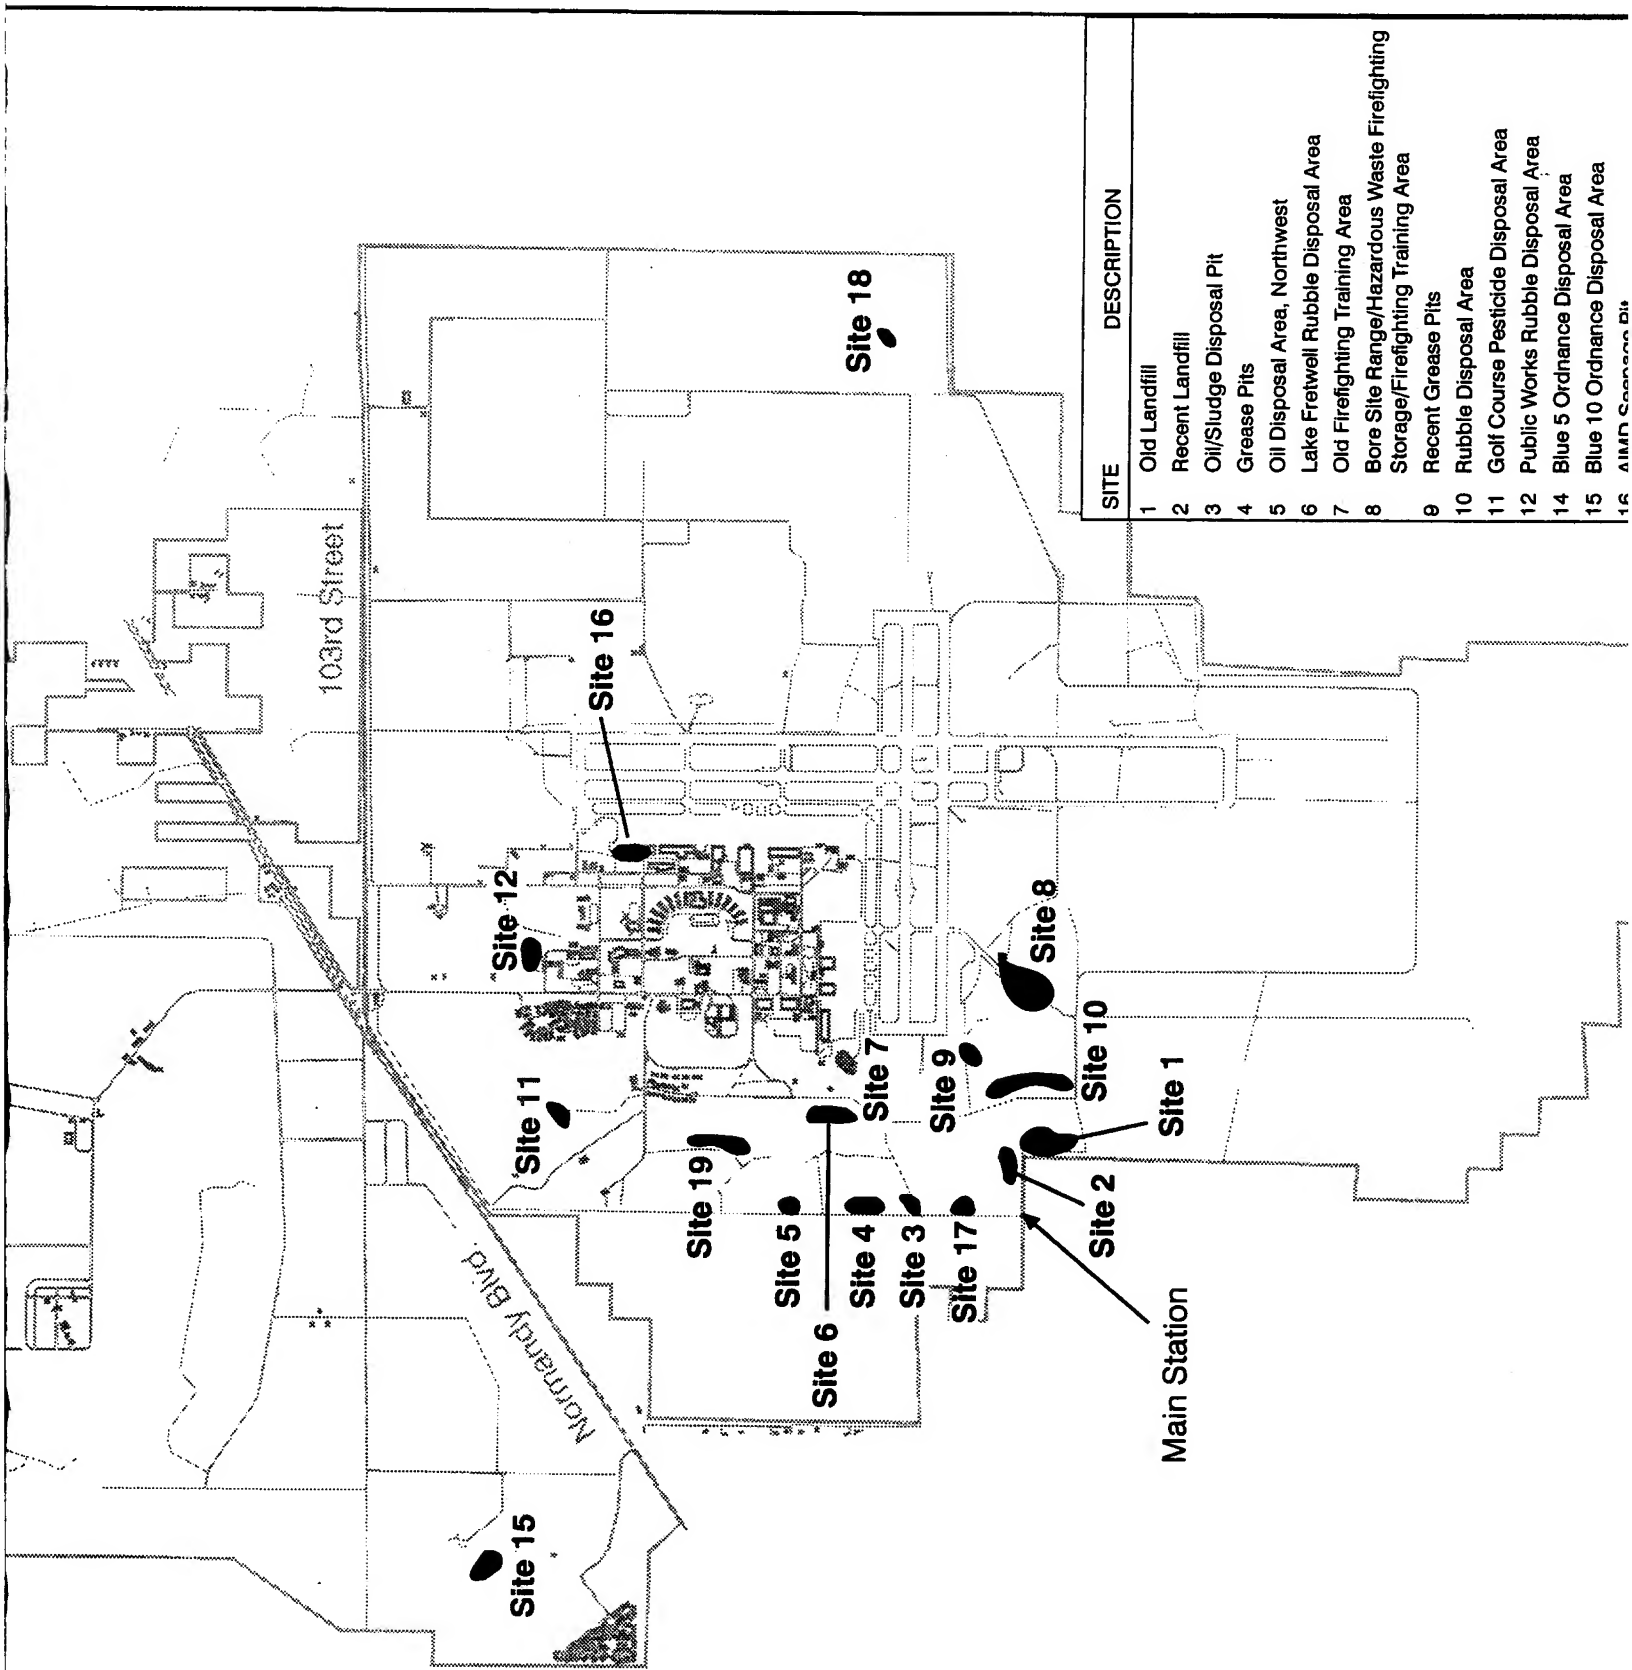 103rd Street
Normandy Blvd.
Site 18
Site 16
Site 12
Site 11
Site 15
Site 19
Site 5
Site 6
Site 4
Site 3
Site 17
Site 7
Site 9
Site 8
Site 10
Site 1
Site 2
Main Station
SITE DESCRIPTION
1 Old Landfill
2 Recent Landfill
3 Oil/Sludge Disposal Pit
4 Grease Pits
5 Oil Disposal Area, Northwest
6 Lake Fretwell Rubble Disposal Area
7 Old Firefighting Training Area
8 Bore Site Range/Hazardous Waste Firefighting
Storage/Firefighting Training Area
9 Recent Grease Pits
10 Rubble Disposal Area
11 Golf Course Pesticide Disposal Area
12 Public Works Rubble Disposal Area
14 Blue 5 Ordnance Disposal Area
15 Blue 10 Ordnance Disposal Area
16 AIMD Seepage Pit